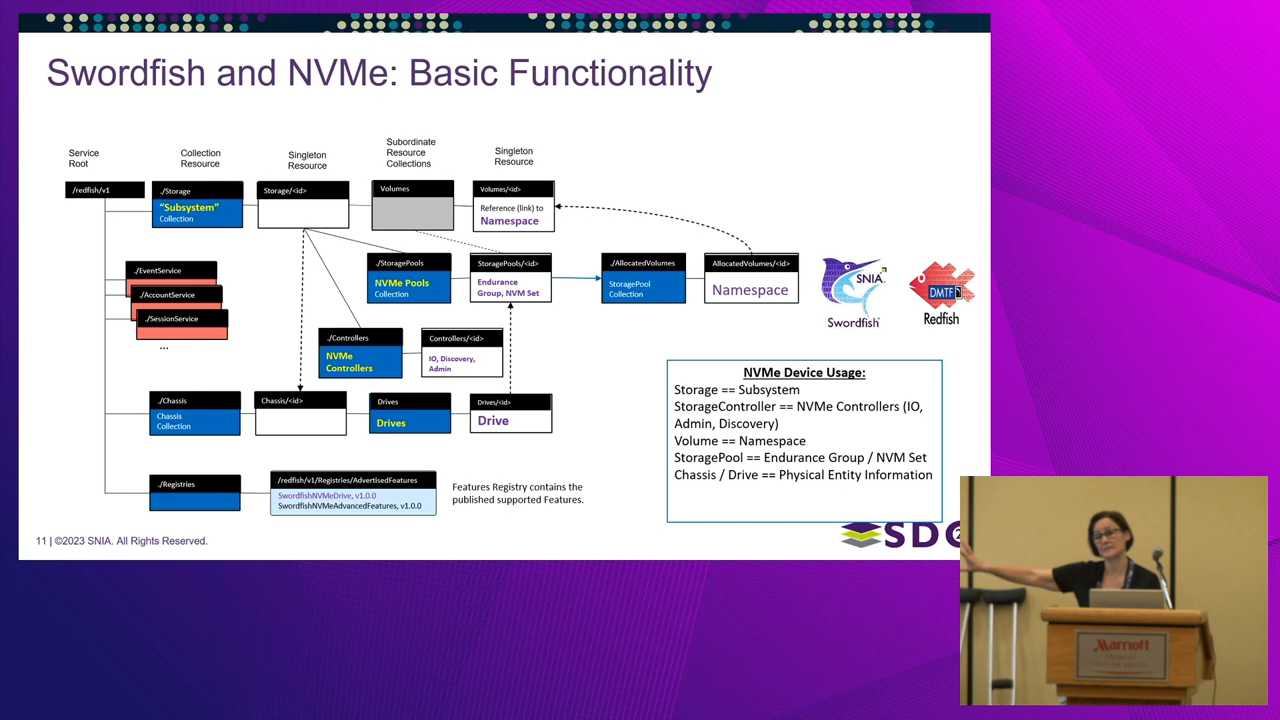 Swordfish and NVMe: Basic Functionality
Service
Root
Collection
Resource
Singleton
Resource
Subordinate
Resource
Collections
Singleton
Resource
/redfish/v1
./Storage
"Subsystem"
Collection
Storage/<id>
Volumes
Volumes/<id>
Reference (link) to
Namespace
./EventService
./AccountService
./SessionService
...
./StoragePools
NVMe Pools
Collection
StoragePools/<id>
Endurance
Group, NVM Set
./AllocatedVolumes
StoragePool
Collection
AllocatedVolumes/<id>
Namespace
SNIA
Swordfish
DMTF
Redfish
./Controllers
NVMe
Controllers
Controllers/<id>
IO, Discovery,
Admin
./Chassis
Chassis
Collection
Chassis/<id>
Drives
Drives
Drives/<id>
Drive
NVMe Device Usage:
Storage == Subsystem
StorageController == NVMe Controllers (IO,
Admin, Discovery)
Volume == Namespace
StoragePool == Endurance Group / NVM Set
Chassis / Drive == Physical Entity Information
./Registries
/redfish/v1/Registries/AdvertisedFeatures
SwordfishNVMeDrive, v1.0.0
SwordfishNVMeAdvancedFeatures, v1.0.0
Features Registry contains the
published supported Features.
11 | ©2023 SNIA. All Rights Reserved.
SDC
Marriott